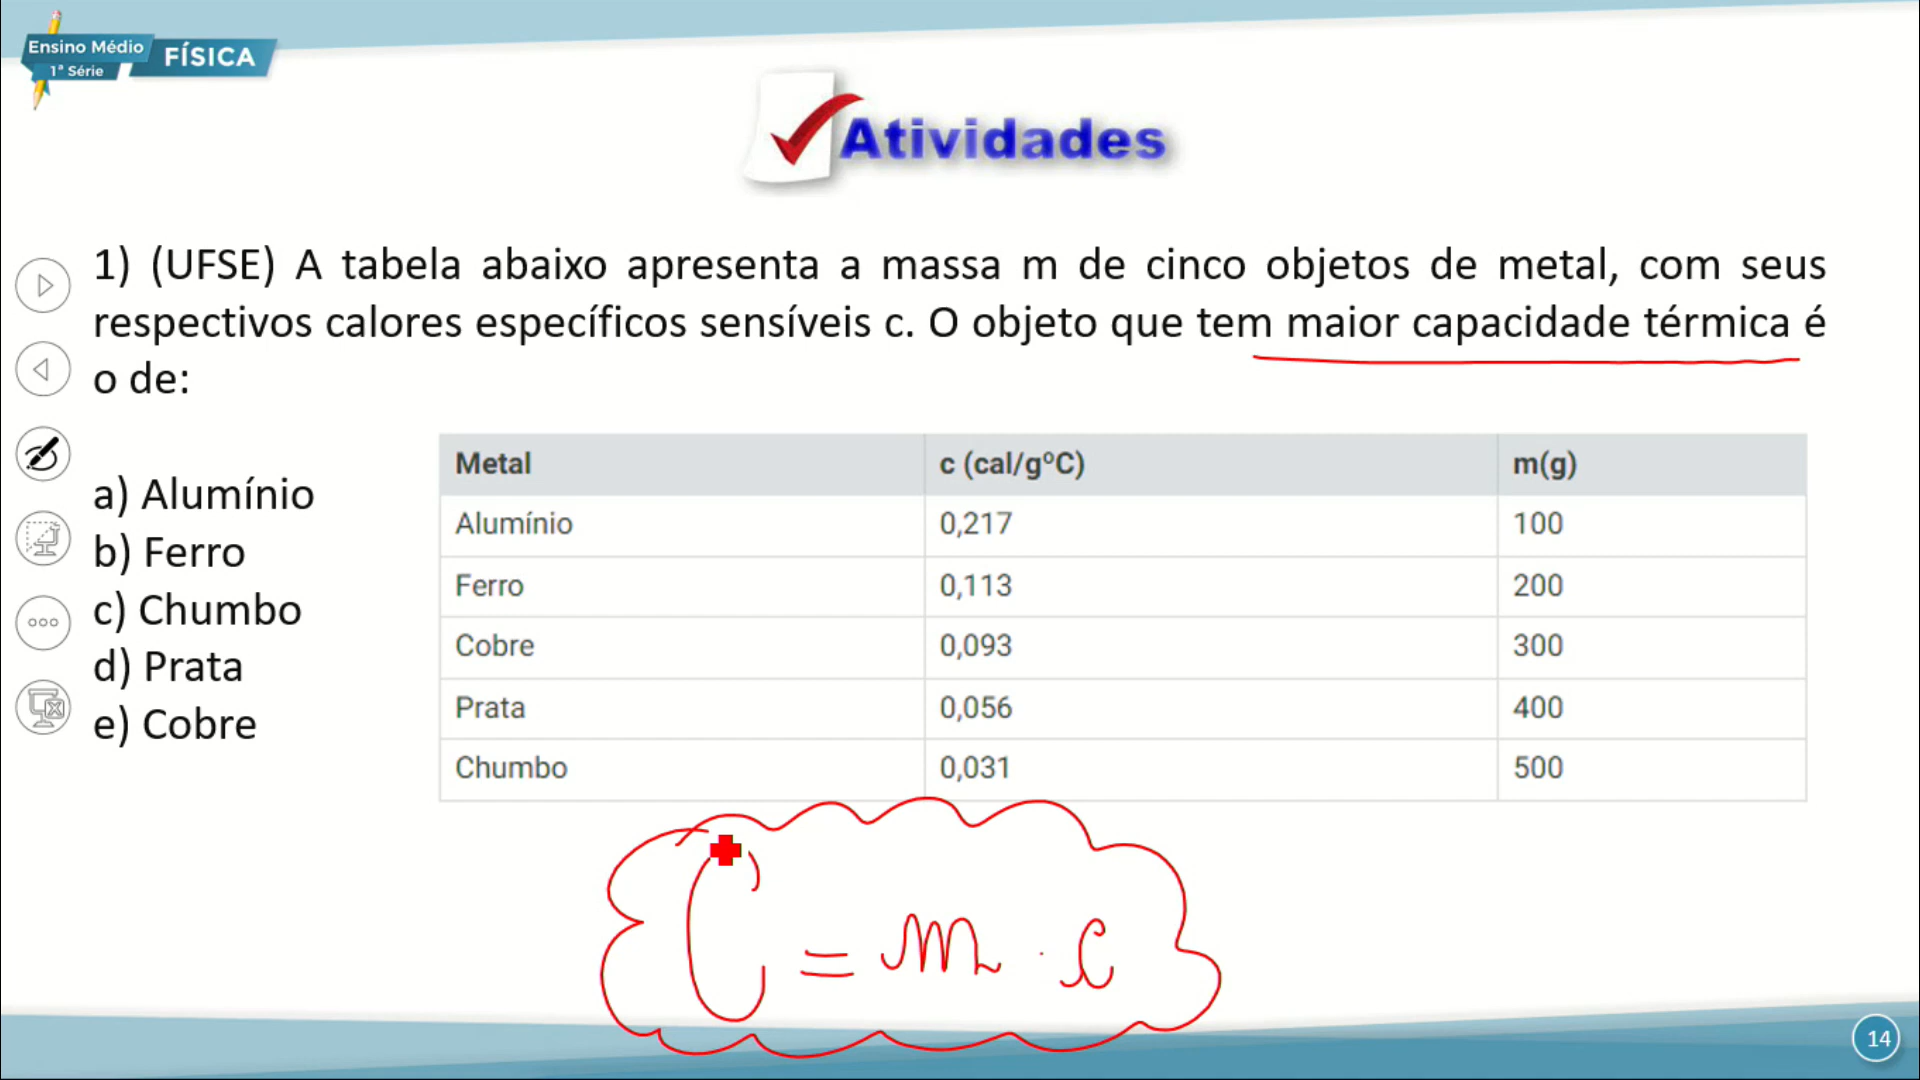 Ensino Médio
1ª Série
FÍSICA
Atividades
1) (UFSE) A tabela abaixo apresenta a massa m de cinco objetos de metal, com seus
respectivos calores específicos sensíveis c. O objeto que tem maior capacidade térmica é
o de:
a) Alumínio
b) Ferro
c) Chumbo
d) Prata
e) Cobre
Metal c (cal/gºC) m(g)
Alumínio 0,217 100
Ferro 0,113 200
Cobre 0,093 300
Prata 0,056 400
Chumbo 0,031 500
C = m . c
14